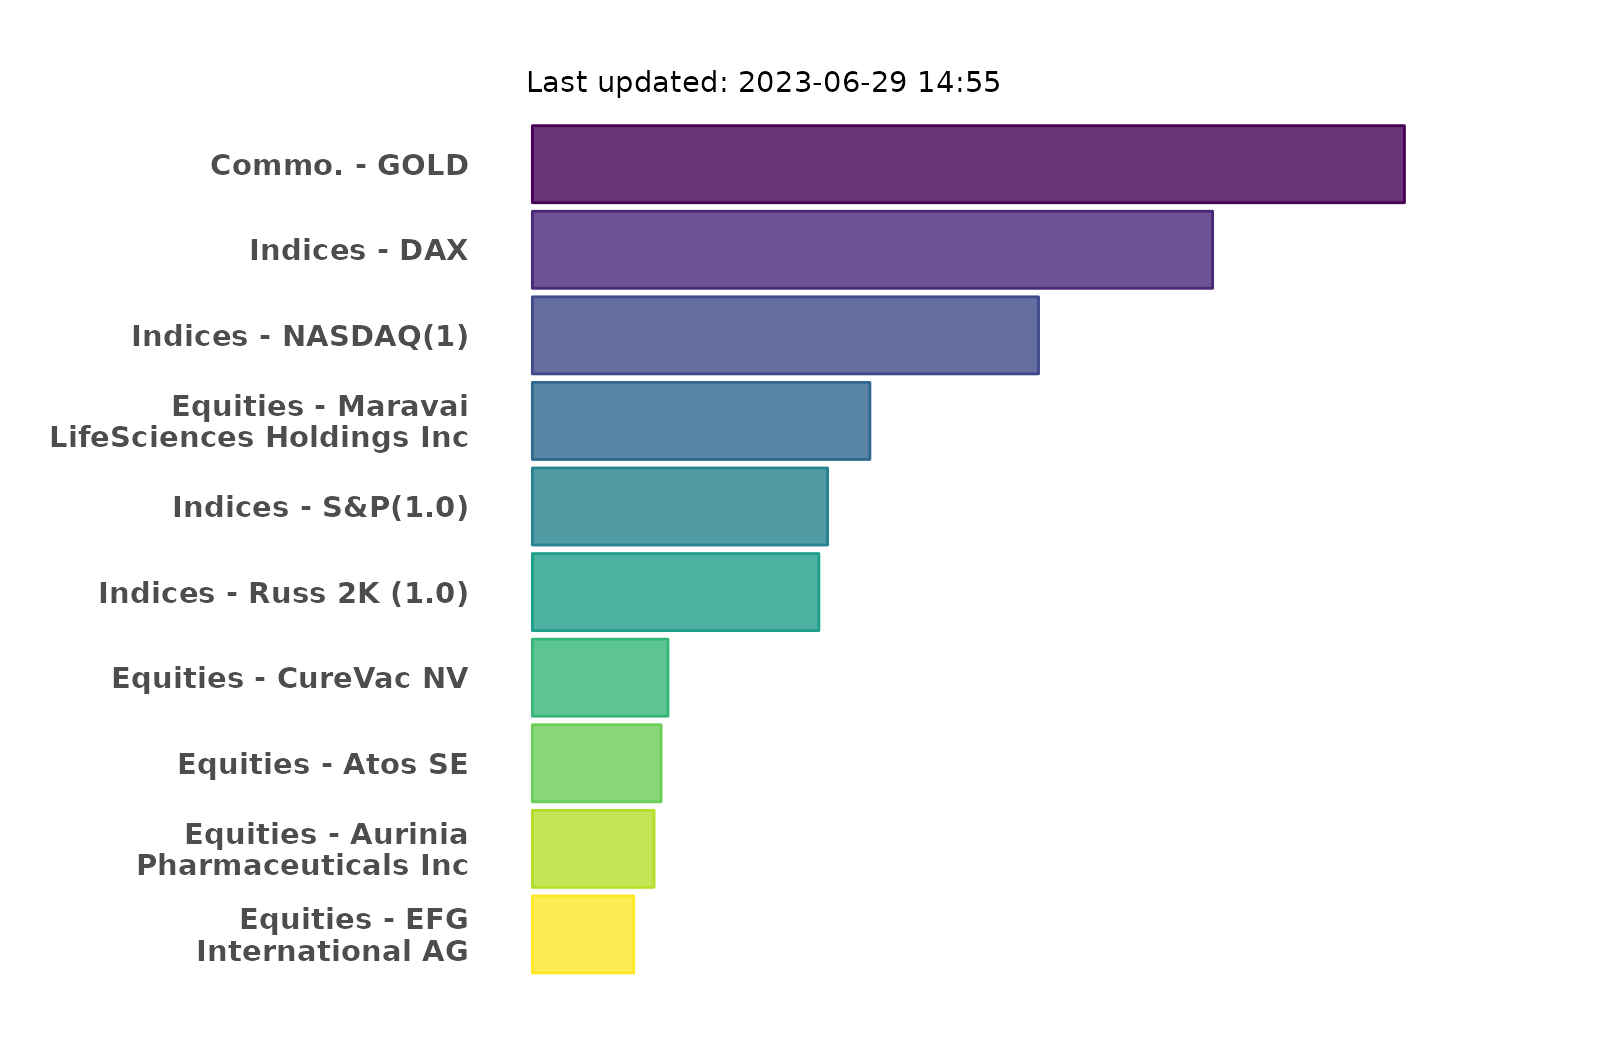 Last updated: 2023-06-29 14:55
Commo. - GOLD
Indices - DAX
Indices - NASDAQ(1)
Equities - Maravai
LifeSciences Holdings Inc
Indices - S&P(1.0)
Indices - Russ 2K (1.0)
Equities - CureVac NV
Equities - Atos SE
Equities - Aurinia
Pharmaceuticals Inc
Equities - EFG
International AG